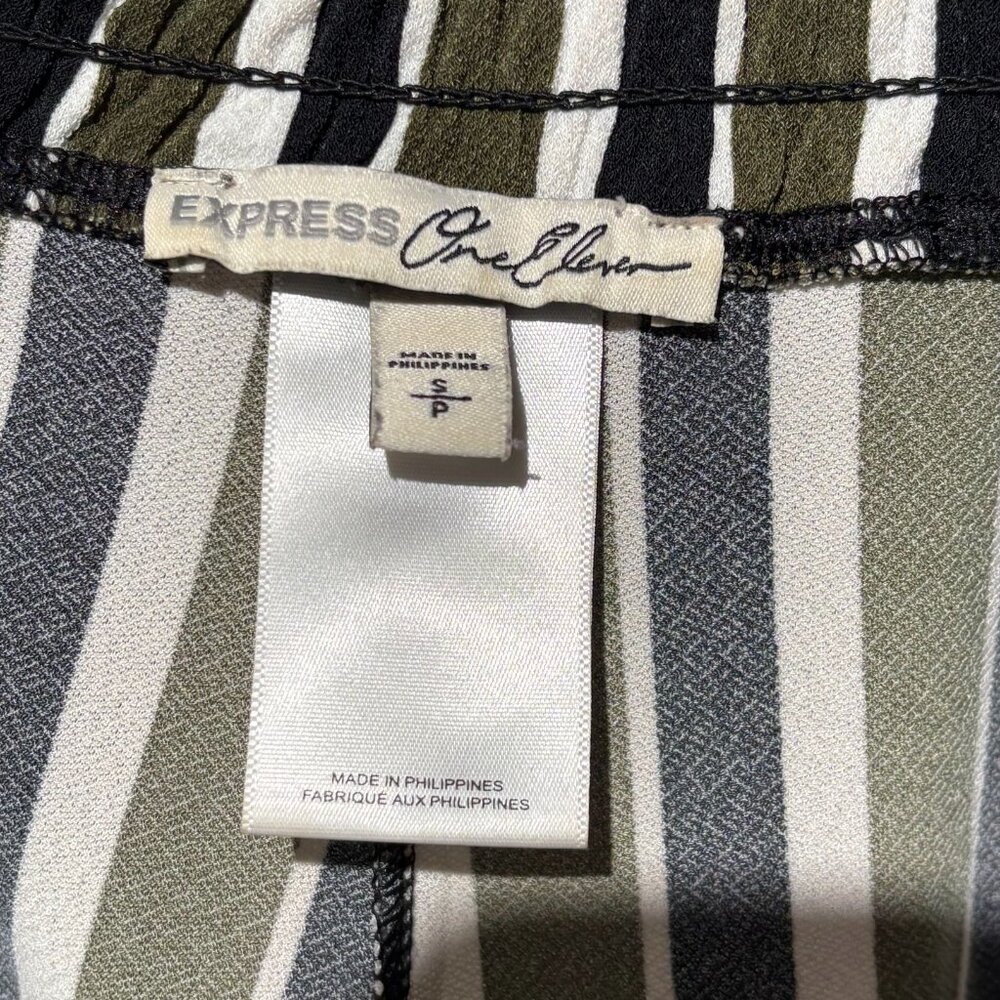 EXPRESS One Eleven
MADE IN
PHILIPPINES
S
P
MADE IN PHILIPPINES
FABRIQUÉ AUX PHILIPPINES